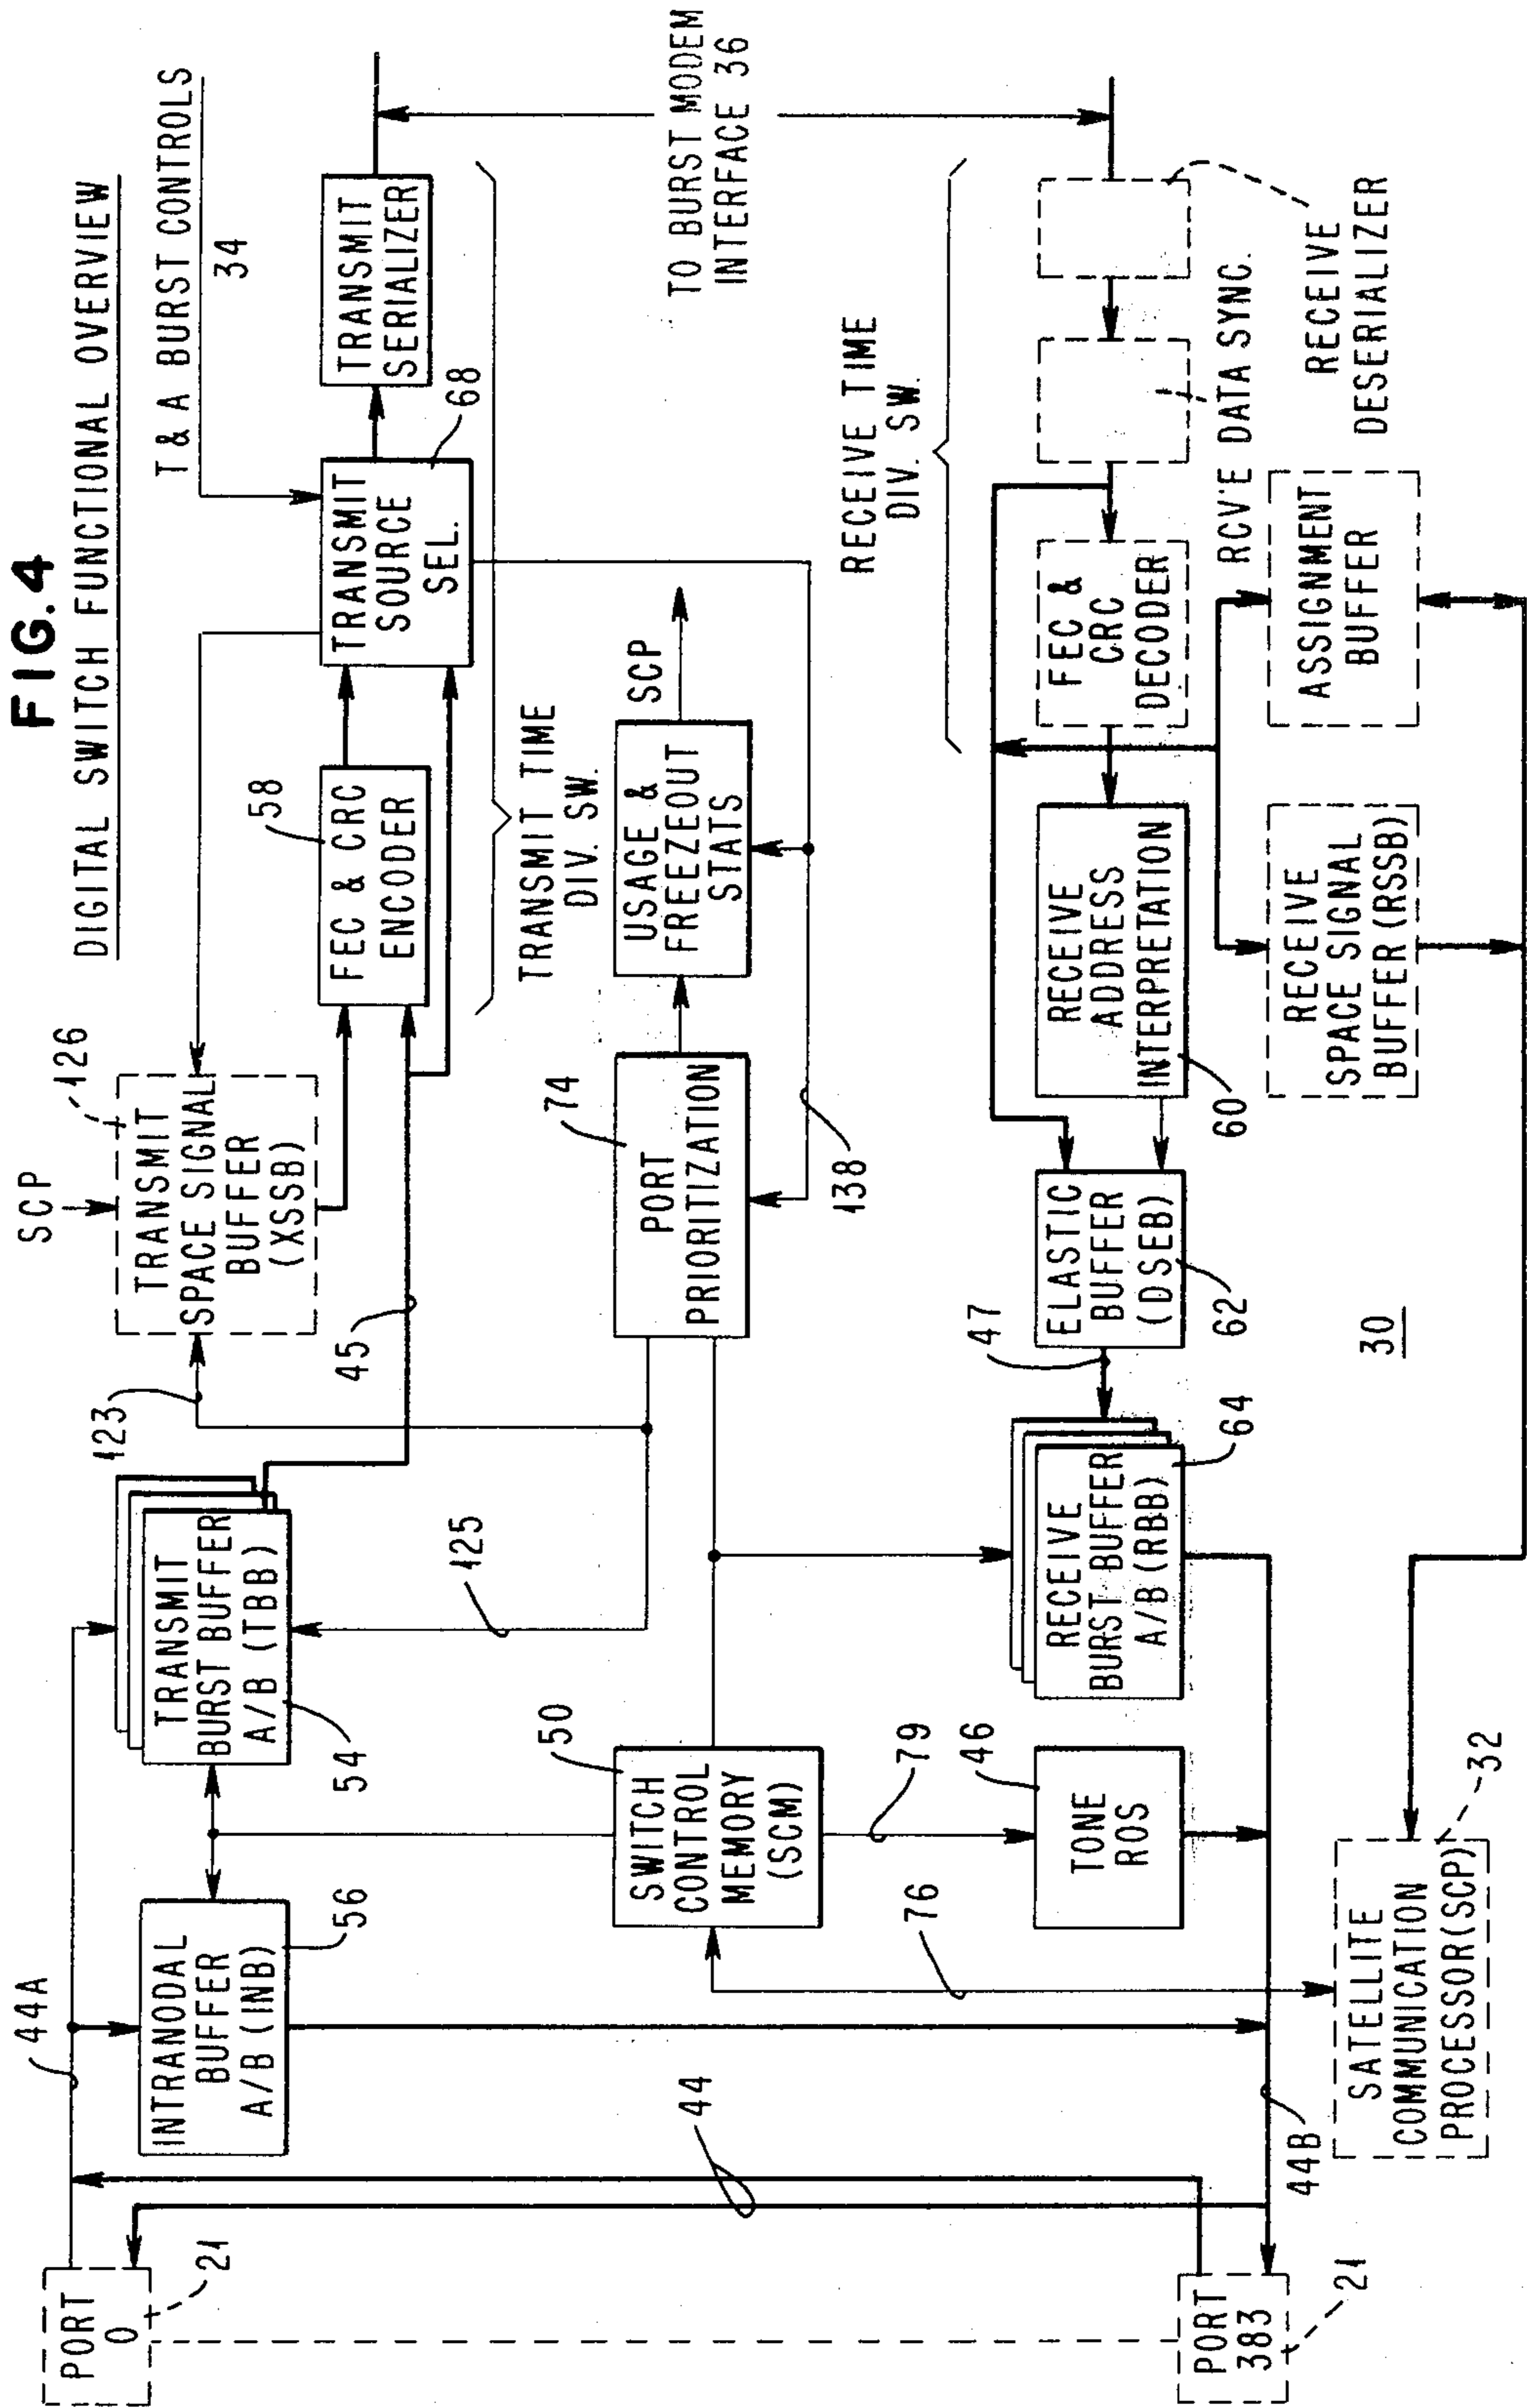 FIG.4
DIGITAL SWITCH FUNCTIONAL OVERVIEW
T & A BURST CONTROLS
34
SCP
126
TRANSMIT
SPACE SIGNAL
BUFFER
(XSSB)
44A
123
PORT
0
21
INTRANODAL
BUFFER
A/B (INB)
56
TRANSMIT
BURST BUFFER
A/B (TBB)
54
45
58
FEC & CRC
ENCODER
TRANSMIT
SOURCE
SEL.
68
TRANSMIT
SERIALIZER
TRANSMIT TIME
DIV. SW.
125
44
50
SWITCH
CONTROL
MEMORY
(SCM)
74
PORT
PRIORITIZATION
USAGE &
FREEZEOUT
STATS
SCP
138
TO BURST MODEM
INTERFACE 36
RECEIVE TIME
DIV. SW.
76
79
46
TONE
ROS
RECEIVE
BURST BUFFER
A/B (RBB)
64
47
ELASTIC
BUFFER
(DSEB)
62
RECEIVE
ADDRESS
INTERPRETATION
60
FEC &
CRC
DECODER
RCV'E DATA SYNC.
RECEIVE
DESERIALIZER
PORT
383
21
44B
SATELLITE
COMMUNICATION
PROCESSOR(SCP)
32
30
RECEIVE
SPACE SIGNAL
BUFFER (RSSB)
ASSIGNMENT
BUFFER